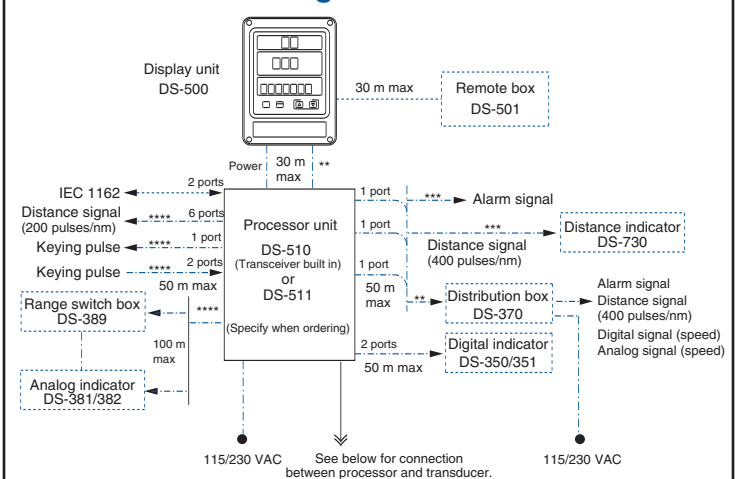 Display unit
DS-500
30 m max
Remote box
DS-501
Power
30 m
max
**
IEC 1162
2 ports
Distance signal
(200 pulses/nm)
****
6 ports
Keying pulse
****
1 port
Keying pulse
****
2 ports
50 m max
Range switch box
DS-389
****
100 m
max
Analog indicator
DS-381/382
Processor unit
DS-510
(Transceiver built in)
or
DS-511
(Specify when ordering)
1 port
***
Alarm signal
1 port
***
Distance signal
(400 pulses/nm)
Distance indicator
DS-730
1 port
50 m
max
**
Distribution box
DS-370
Alarm signal
Distance signal
(400 pulses/nm)
Digital signal (speed)
Analog signal (speed)
2 ports
50 m max
Digital indicator
DS-350/351
115/230 VAC
See below for connection
between processor and transducer.
115/230 VAC